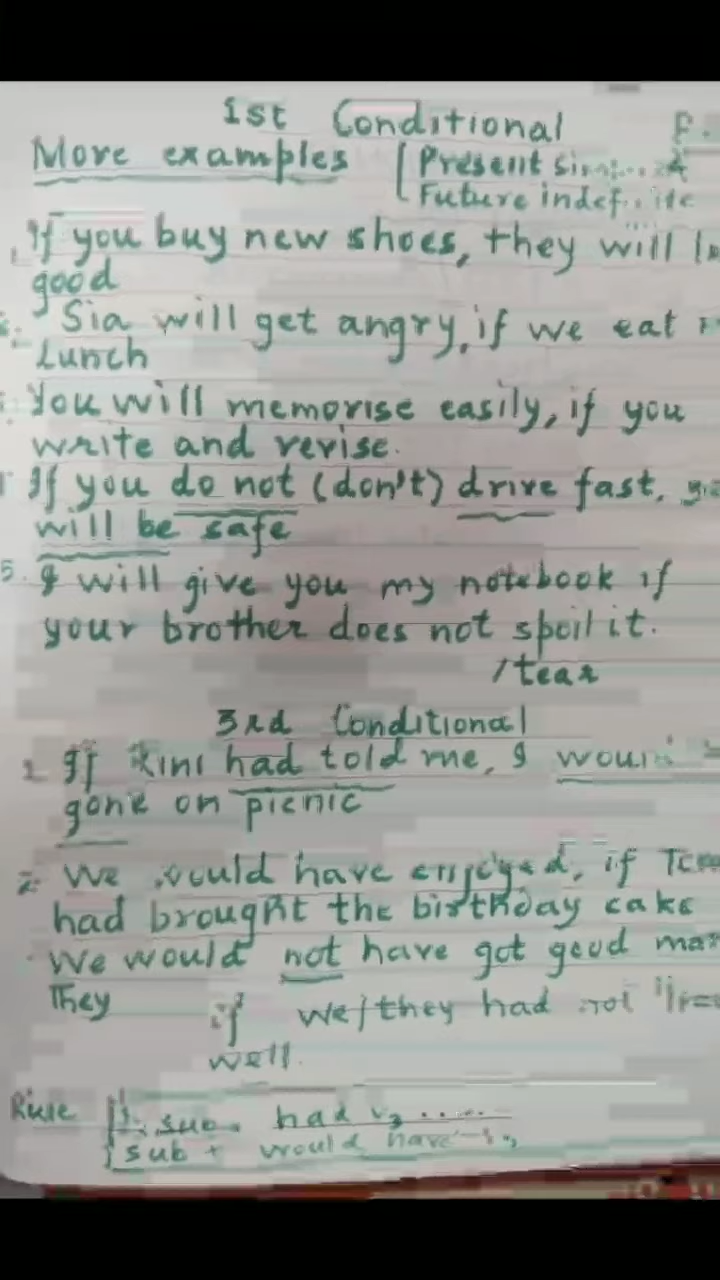 1st Conditional
More examples [Present
Future
If you buy new shoes, they will
good
Sia will get angry, if we eat
Lunch
You will memorise easily, if you
write and revise.
If you do not (don't) drive fast,
will be safe
5. I will give you my notebook if
your brother does not spoil it.
/tear
3rd Conditional
If had told me, I
gone on picnic
2. We would have enjoyed, if
had brought the birthday cake
We would not have got good
They if we/they had not
well.
Rule sub had v3 .....
sub + would have